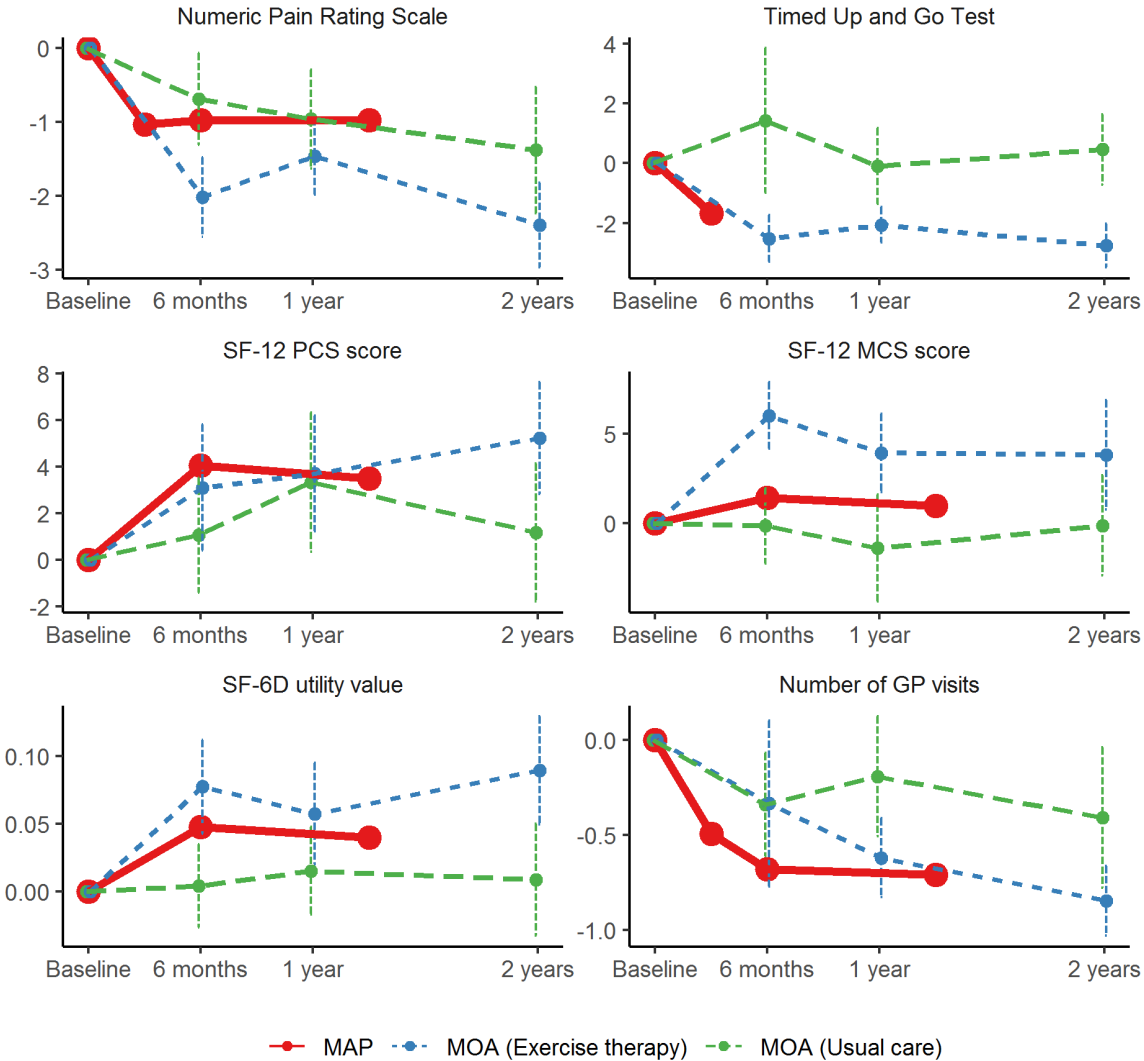 Numeric Pain Rating Scale
0
-1
-2
-3
Baseline 6 months 1 year 2 years
Timed Up and Go Test
4
2
0
-2
Baseline 6 months 1 year 2 years
SF-12 PCS score
8
6
4
2
0
-2
Baseline 6 months 1 year 2 years
SF-12 MCS score
5
0
Baseline 6 months 1 year 2 years
SF-6D utility value
0.10
0.05
0.00
Baseline 6 months 1 year 2 years
Number of GP visits
0.0
-0.5
-1.0
Baseline 6 months 1 year 2 years
MAP MOA (Exercise therapy) MOA (Usual care)